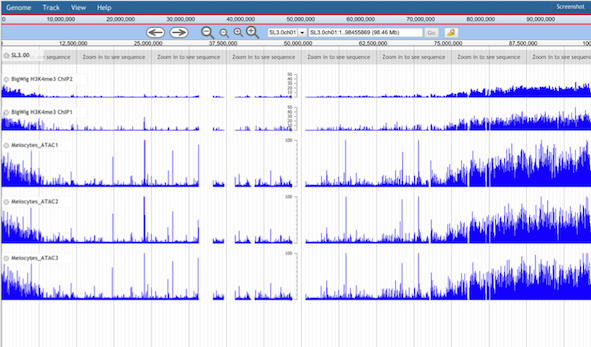 Genome Track View Help Screenshot
0 10,000,000 20,000,000 30,000,000 40,000,000 50,000,000 60,000,000 70,000,000 80,000,000 90,000,000
SL3.0ch01 SL3.0ch01:1..98455869 (98.46 Mb) Go
0 12,500,000 25,000,000 37,500,000 50,000,000 62,500,000 75,000,000 87,500,000 100
SL3.00 see sequence Zoom in to see sequence Zoom in to see sequence Zoom in to see sequence Zoom in to see sequence Zoom in to see sequence Zoom in to see sequence Zoom in
BigWig H3K4me3 ChIP2
50
40
30
20
10
0
BigWig H3K4me3 ChIP1
50
40
30
20
10
0
Meiocytes_ATAC1
100
0
Meiocytes_ATAC2
100
0
Meiocytes_ATAC3
100
0